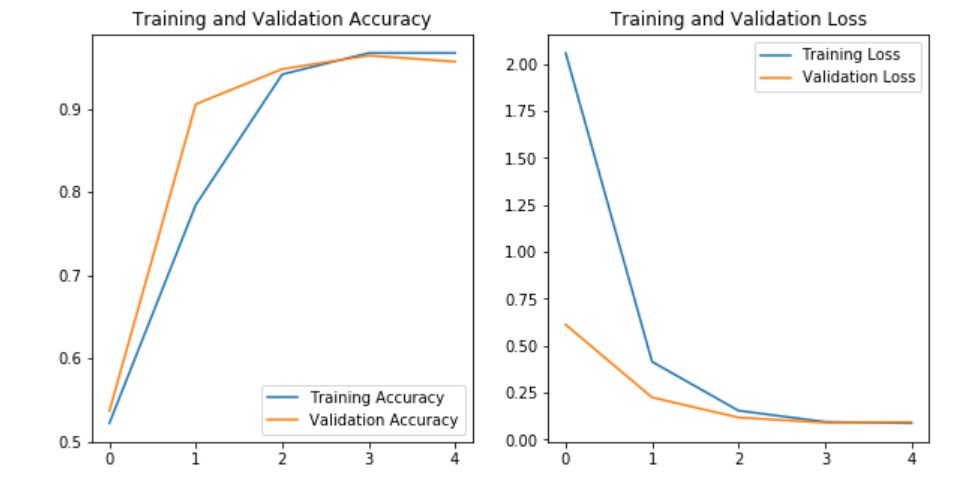 Training and Validation Accuracy
0.9
0.8
0.7
0.6
0.5
0 1 2 3 4
Training Accuracy
Validation Accuracy
Training and Validation Loss
2.00
1.75
1.50
1.25
1.00
0.75
0.50
0.25
0.00
0 1 2 3 4
Training Loss
Validation Loss